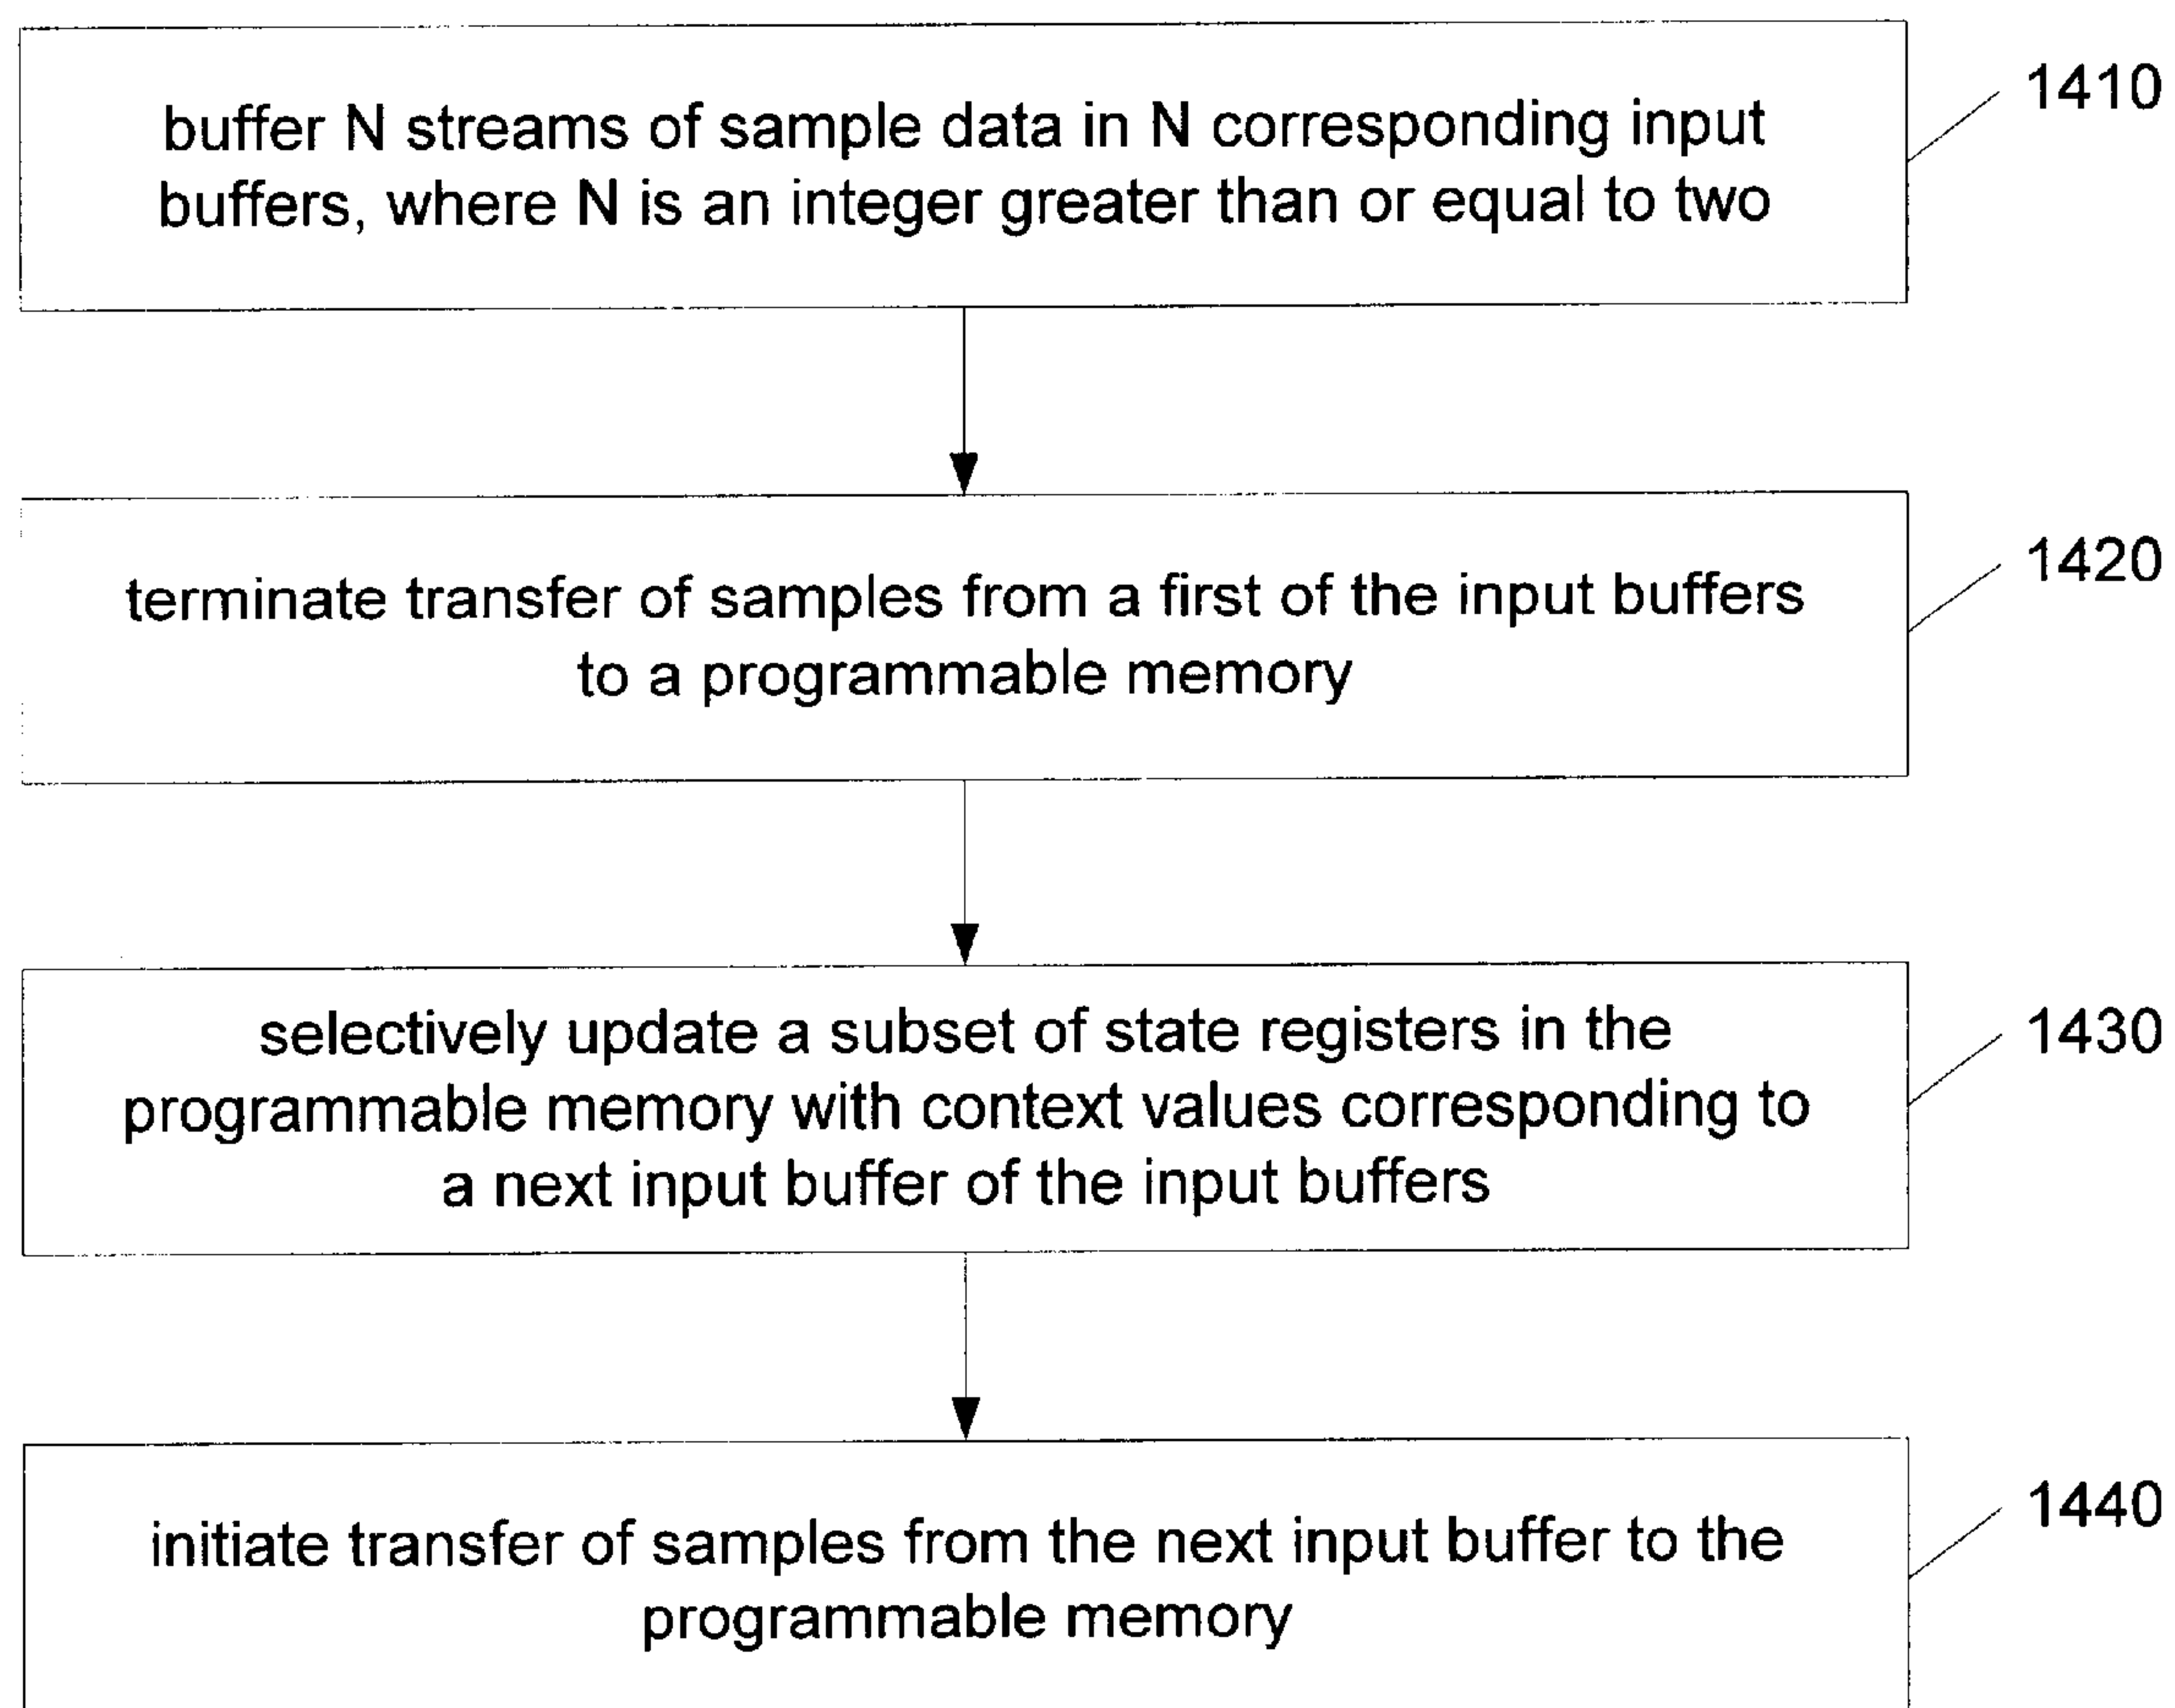 buffer N streams of sample data in N corresponding input
buffers, where N is an integer greater than or equal to two
1410
terminate transfer of samples from a first of the input buffers
to a programmable memory
1420
selectively update a subset of state registers in the
programmable memory with context values corresponding to
a next input buffer of the input buffers
1430
initiate transfer of samples from the next input buffer to the
programmable memory
1440